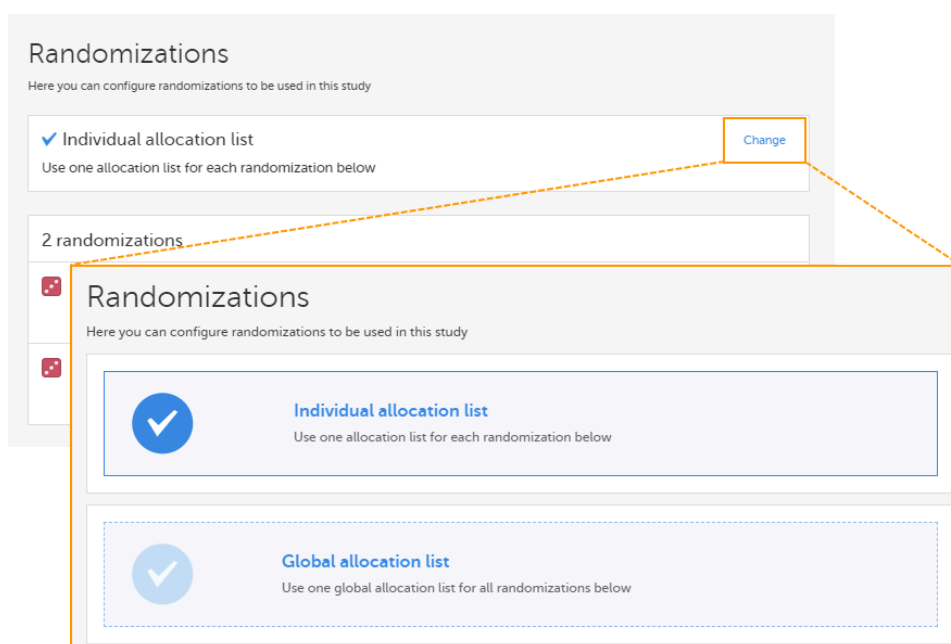 Randomizations
Here you can configure randomizations to be used in this study
Individual allocation list
Change
Use one allocation list for each randomization below
2 randomizations
Randomizations
Here you can configure randomizations to be used in this study
Individual allocation list
Use one allocation list for each randomization below
Global allocation list
Use one global allocation list for all randomizations below